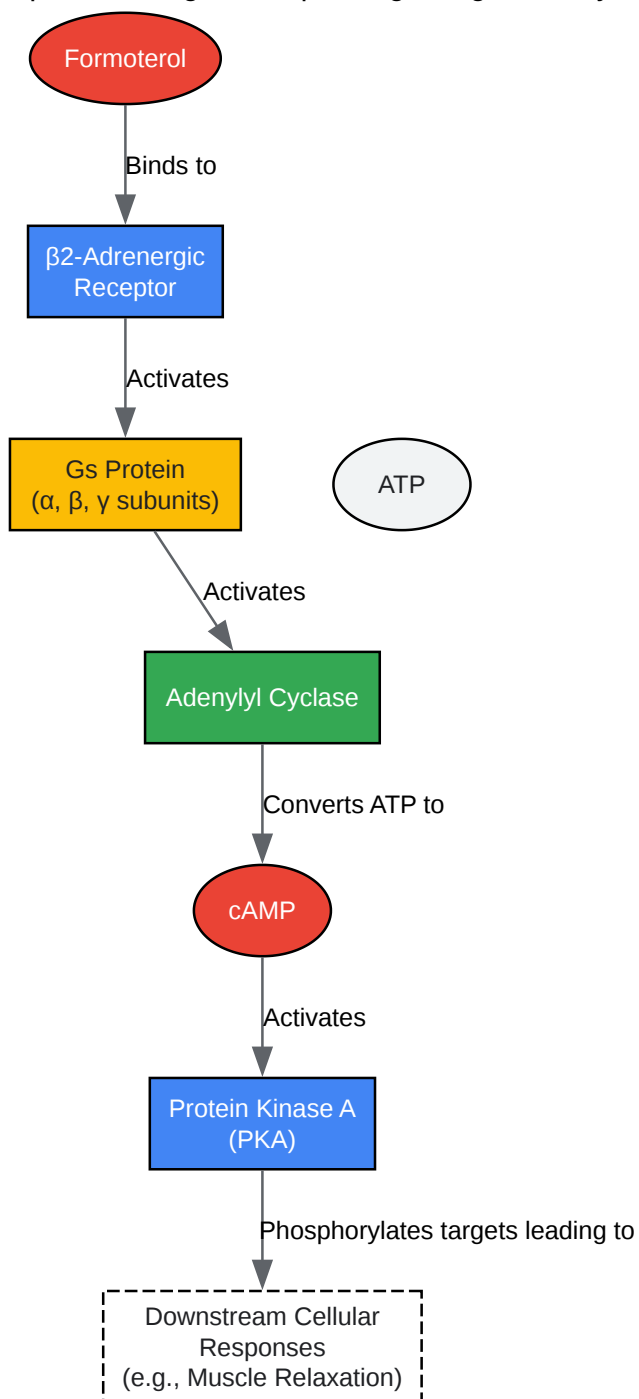 Formoterol
Binds to
β2-Adrenergic
Receptor
Activates
Gs Protein
(α, β, γ subunits)
ATP
Activates
Adenylyl Cyclase
Converts ATP to
cAMP
Activates
Protein Kinase A
(PKA)
Phosphorylates targets leading to
Downstream Cellular
Responses
(e.g., Muscle Relaxation)